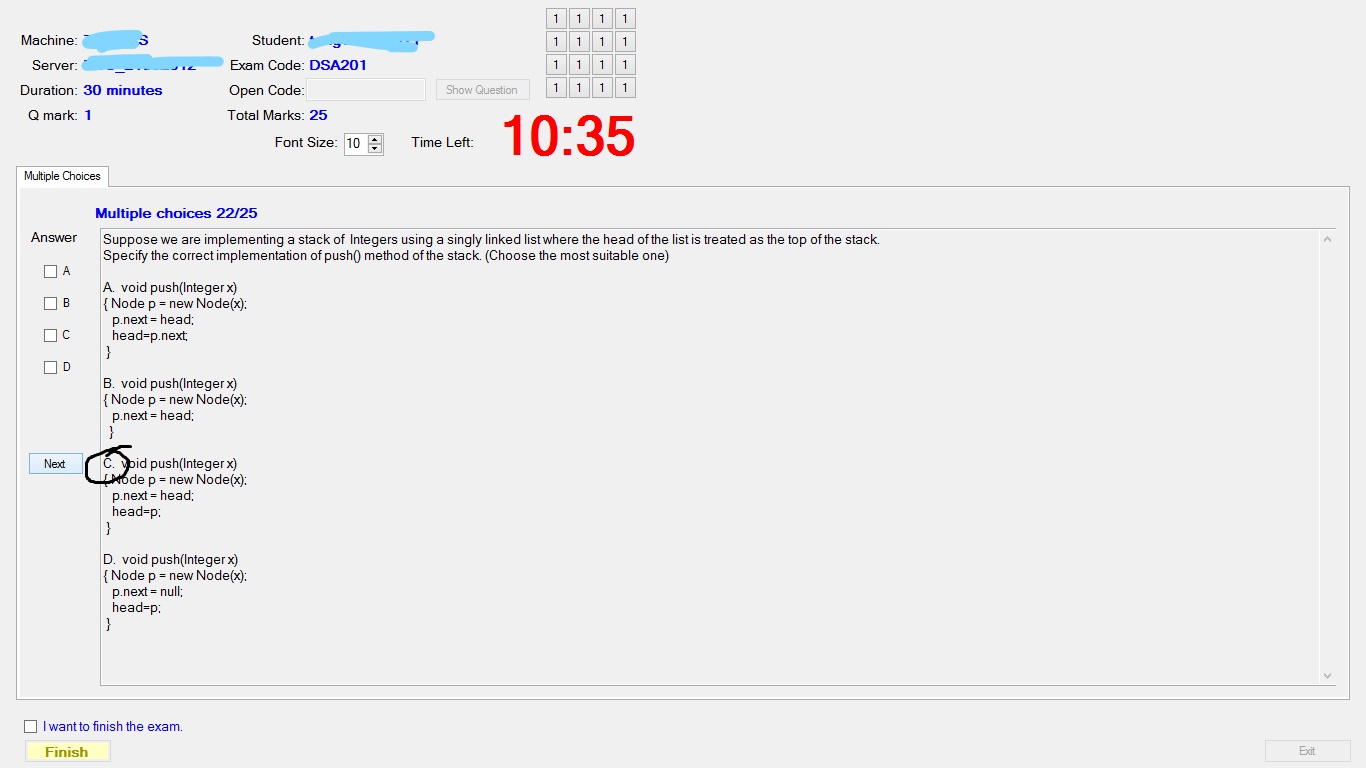 1 1 1 1
Machine: S Student:
1 1 1 1
Server: Exam Code: DSA201
1 1 1 1
Duration: 30 minutes Open Code: Show Question
1 1 1 1
Q mark: 1 Total Marks: 25
Font Size: 10 Time Left: 10:35
Multiple Choices
Multiple choices 22/25
Answer
A
B
C
D
Next
Suppose we are implementing a stack of Integers using a singly linked list where the head of the list is treated as the top of the stack.
Specify the correct implementation of push() method of the stack. (Choose the most suitable one)
A. void push(Integer x)
{ Node p = new Node(x);
p.next = head;
head=p.next;
}
B. void push(Integer x)
{ Node p = new Node(x);
p.next = head;
}
C. void push(Integer x)
{ Node p = new Node(x);
p.next = head;
head=p;
}
D. void push(Integer x)
{ Node p = new Node(x);
p.next = null;
head=p;
}
I want to finish the exam.
Finish
Exit